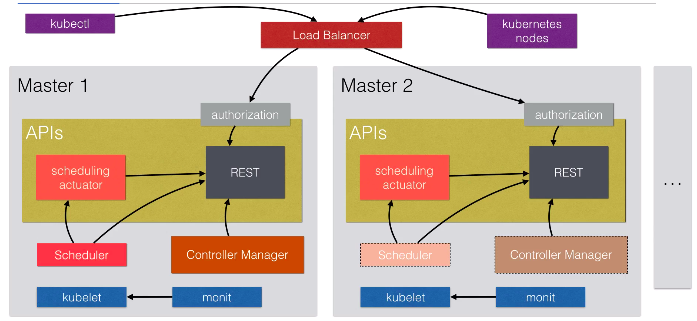 kubectl
Load Balancer
kubernetes
nodes
Master 1
authorization
APIs
scheduling
actuator
REST
Scheduler
Controller Manager
kubelet
monit
Master 2
authorization
APIs
scheduling
actuator
REST
Scheduler
Controller Manager
kubelet
monit
...